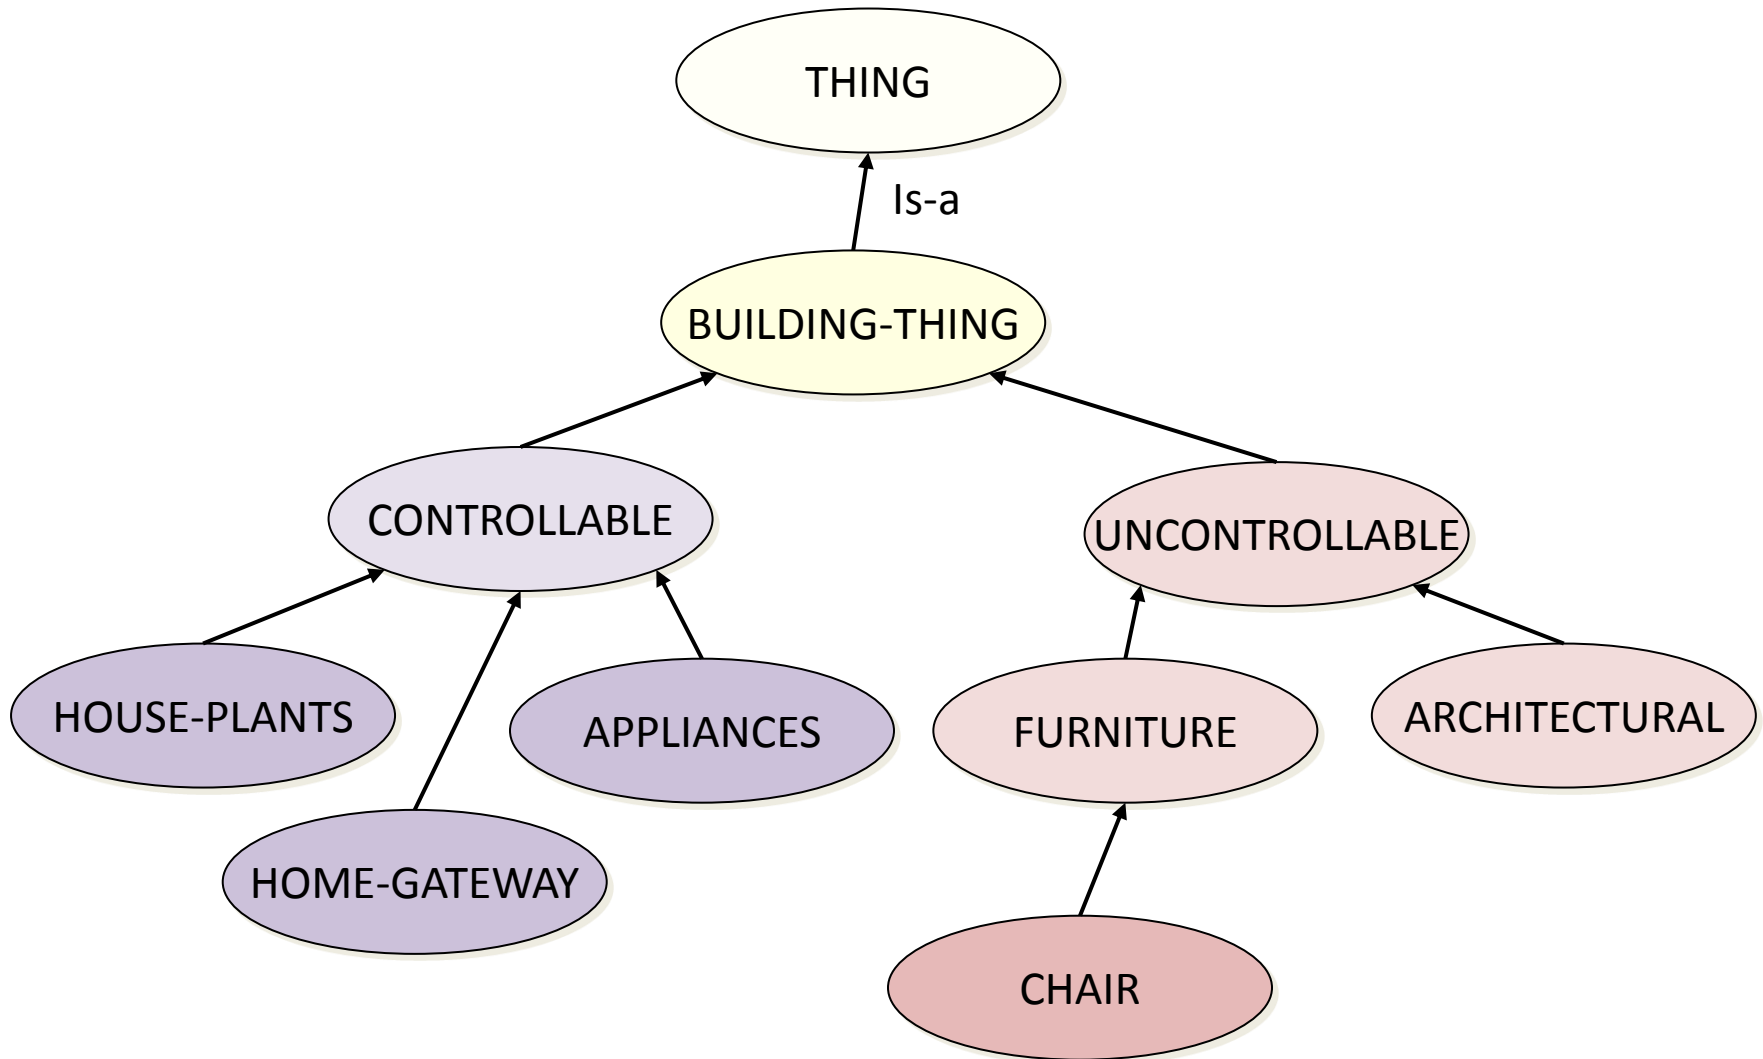 THING
Is-a
BUILDING-THING
CONTROLLABLE
UNCONTROLLABLE
HOUSE-PLANTS
APPLIANCES
FURNITURE
ARCHITECTURAL
HOME-GATEWAY
CHAIR